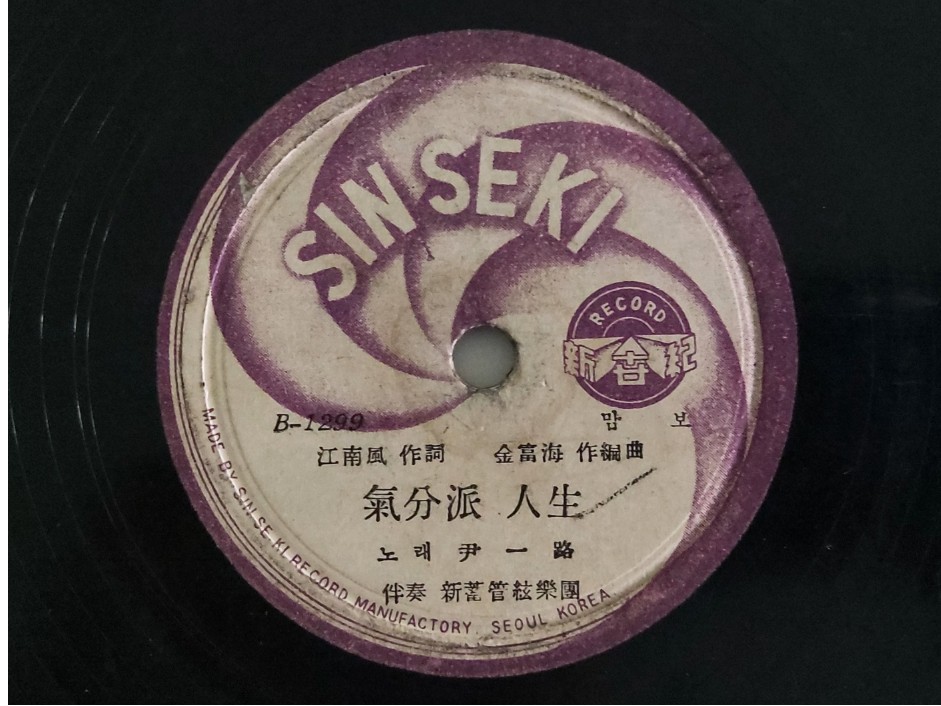 SIN SE KI
RECORD
新世紀
B-1299 맘 보
江南風 作詞 金富海 作編曲
氣分派 人生
노래 尹 一 路
伴奏 新蓄管絃樂團
MADE BY SIN SE KI RECORD MANUFACTORY, SEOUL KOREA